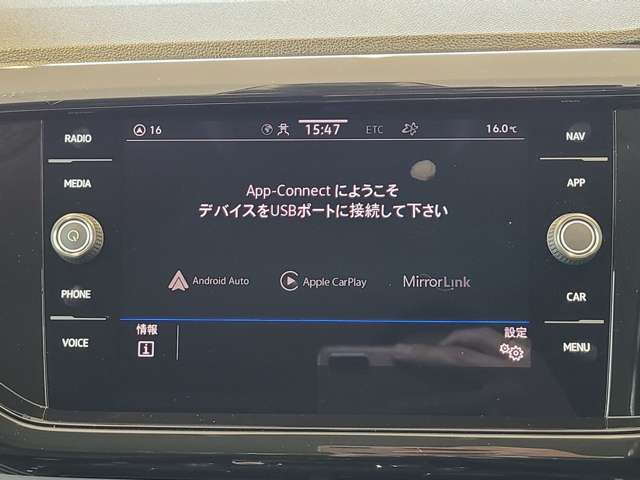 RADIO
MEDIA
PHONE
VOICE
16
15:47
ETC
16.0℃
App-Connect にようこそ
デバイスをUSBポートに接続して下さい
Android Auto
Apple CarPlay
MirrorLink
情報
設定
NAV
APP
CAR
MENU